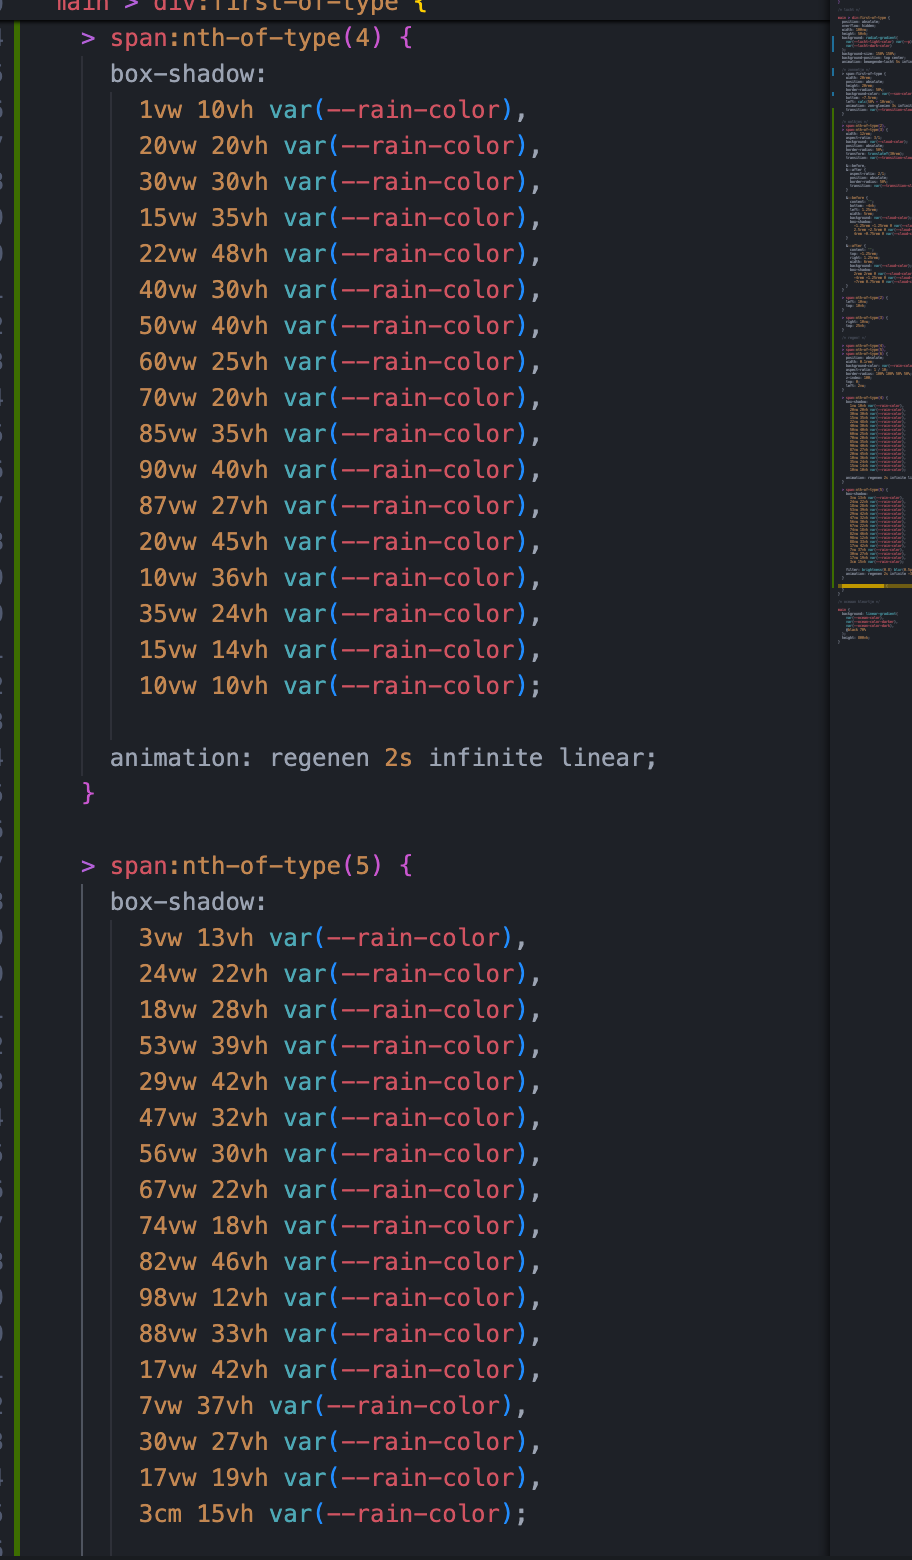 main > div:first-of-type {
> span:nth-of-type(4) {
box-shadow:
1vw 10vh var(--rain-color),
20vw 20vh var(--rain-color),
30vw 30vh var(--rain-color),
15vw 35vh var(--rain-color),
22vw 48vh var(--rain-color),
40vw 30vh var(--rain-color),
50vw 40vh var(--rain-color),
60vw 25vh var(--rain-color),
70vw 20vh var(--rain-color),
85vw 35vh var(--rain-color),
90vw 40vh var(--rain-color),
87vw 27vh var(--rain-color),
20vw 45vh var(--rain-color),
10vw 36vh var(--rain-color),
35vw 24vh var(--rain-color),
15vw 14vh var(--rain-color),
10vw 10vh var(--rain-color);
animation: regenen 2s infinite linear;
}
> span:nth-of-type(5) {
box-shadow:
3vw 13vh var(--rain-color),
24vw 22vh var(--rain-color),
18vw 28vh var(--rain-color),
53vw 39vh var(--rain-color),
29vw 42vh var(--rain-color),
47vw 32vh var(--rain-color),
56vw 30vh var(--rain-color),
67vw 22vh var(--rain-color),
74vw 18vh var(--rain-color),
82vw 46vh var(--rain-color),
98vw 12vh var(--rain-color),
88vw 33vh var(--rain-color),
17vw 42vh var(--rain-color),
7vw 37vh var(--rain-color),
30vw 27vh var(--rain-color),
17vw 19vh var(--rain-color),
3cm 15vh var(--rain-color);